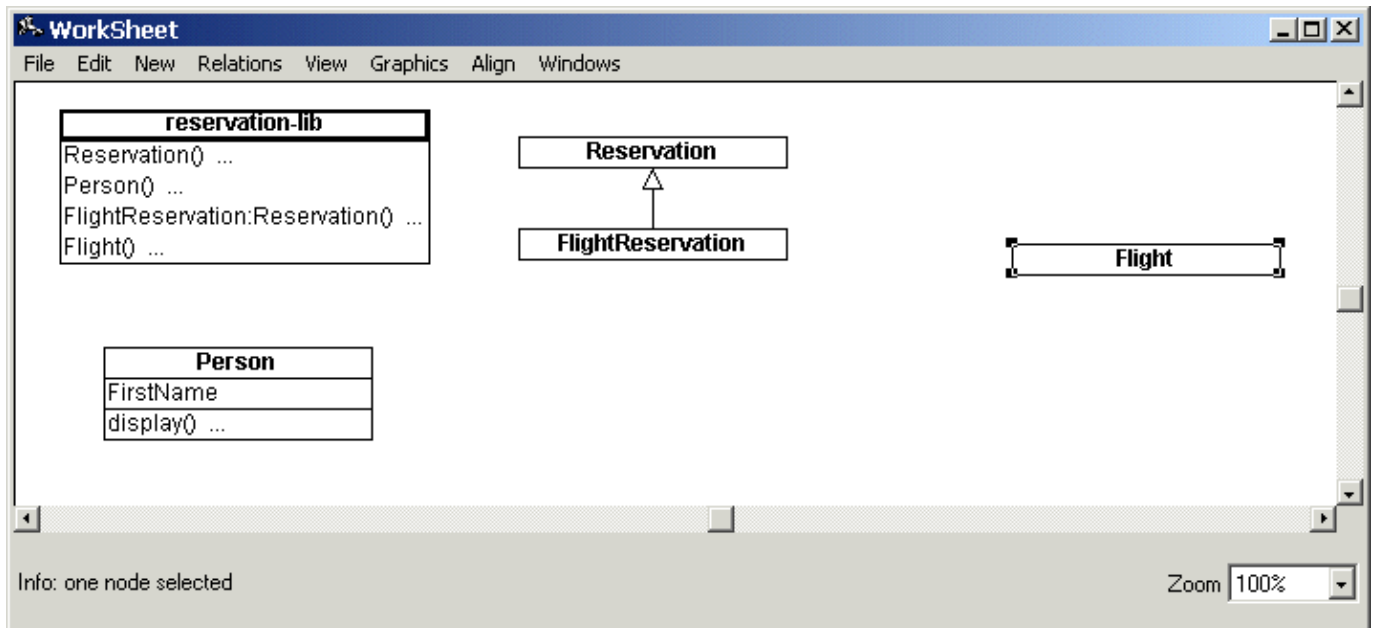 WorkSheet
File Edit New Relations View Graphics Align Windows
reservation-lib
Reservation() ...
Person() ...
FlightReservation:Reservation() ...
Flight() ...
Reservation
FlightReservation
Flight
Person
FirstName
display() ...
Info: one node selected
Zoom 100%